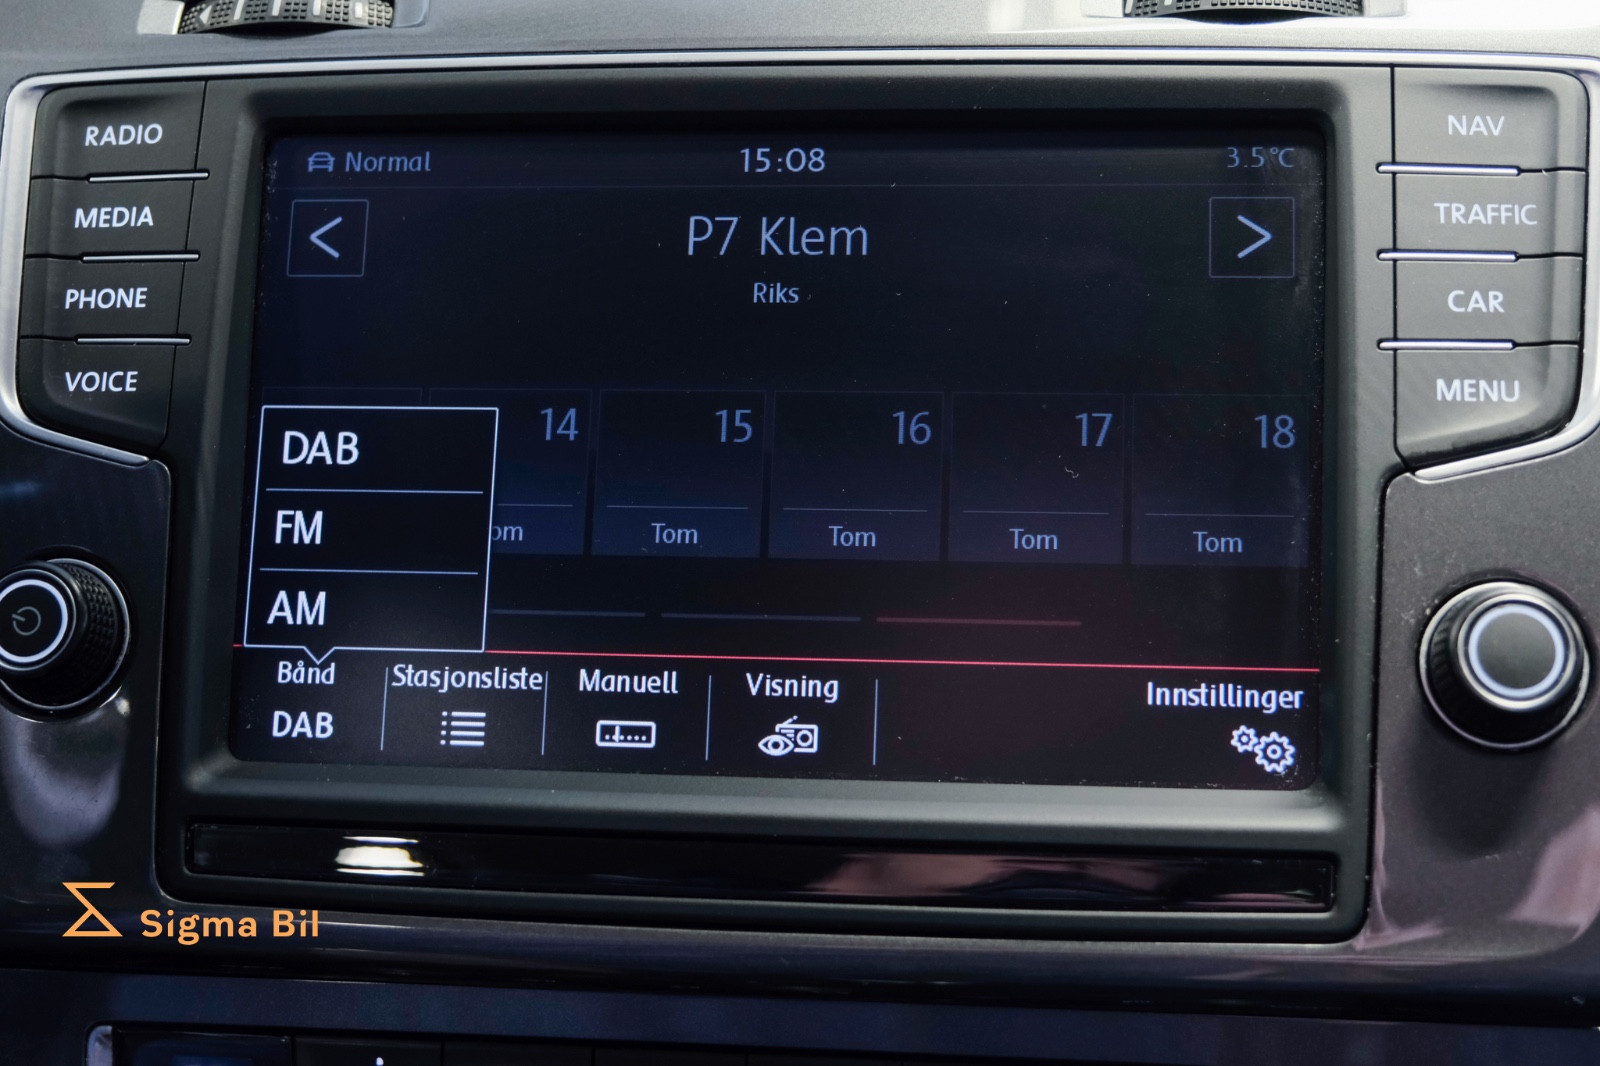 RADIO
MEDIA
PHONE
VOICE
Normal
15:08
3.5°C
<
P7 Klem
>
Riks
NAV
TRAFFIC
CAR
MENU
14
15
16
17
18
Tom
Tom
Tom
Tom
DAB
FM
AM
Bånd
DAB
Stasjonsliste
Manuell
Visning
Innstillinger
Sigma Bil